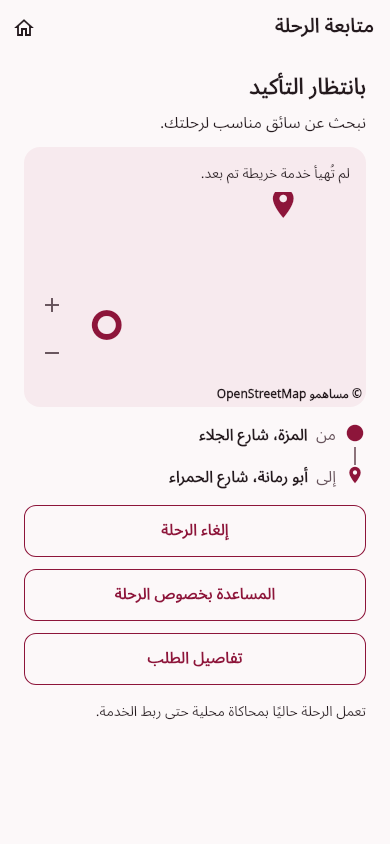 متابعة الرحلة
بانتظار التأكيد
نبحث عن سائق مناسب لرحلتك.
لم تُهيأ خدمة خريطة تم بعد.
+
−
© مساهمو OpenStreetMap
من المزة، شارع الجلاء
إلى أبو رمانة، شارع الحمراء
إلغاء الرحلة
المساعدة بخصوص الرحلة
تفاصيل الطلب
تعمل الرحلة حاليًا بمحاكاة محلية حتى ربط الخدمة.